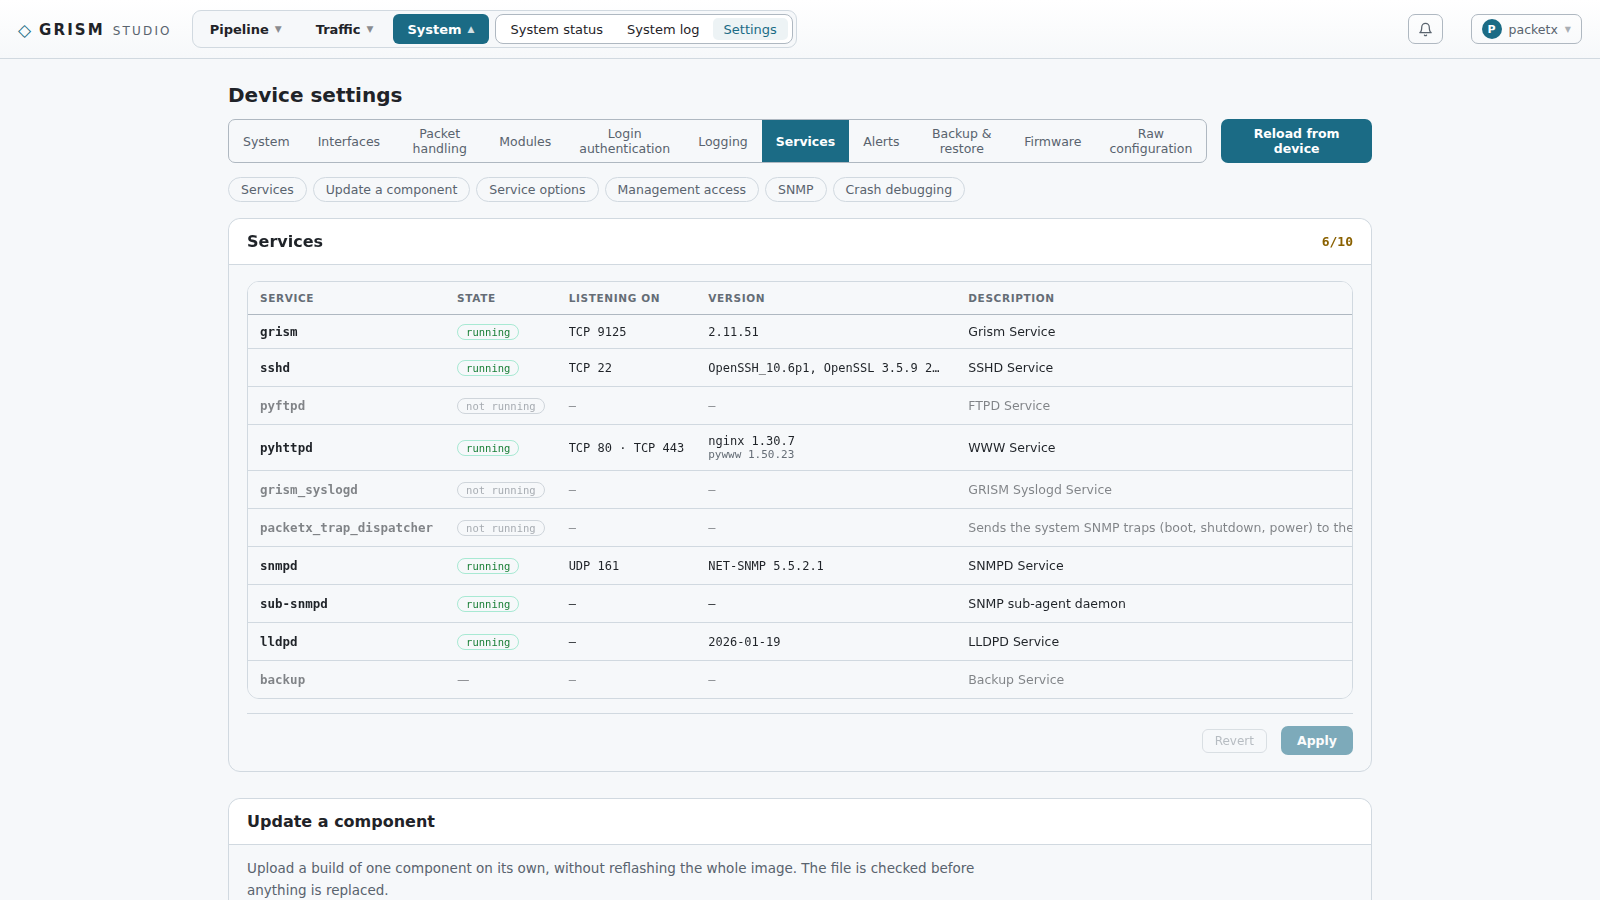 ◇ GRISM STUDIO
Pipeline ▼
Traffic ▼
System ▲
System status
System log
Settings
P packetx ▼
Device settings
System
Interfaces
Packet handling
Modules
Login authentication
Logging
Services
Alerts
Backup & restore
Firmware
Raw configuration
Reload from device
Services
Update a component
Service options
Management access
SNMP
Crash debugging
Services 6/10
SERVICE STATE LISTENING ON VERSION DESCRIPTION
grism running TCP 9125 2.11.51 Grism Service
sshd running TCP 22 OpenSSH_10.6p1, OpenSSL 3.5.9 2… SSHD Service
pyftpd not running — — FTPD Service
pyhttpd running TCP 80 · TCP 443 nginx 1.30.7 WWW Service
pywww 1.50.23
grism_syslogd not running — — GRISM Syslogd Service
packetx_trap_dispatcher not running — — Sends the system SNMP traps (boot, shutdown, power) to the
snmpd running UDP 161 NET-SNMP 5.5.2.1 SNMPD Service
sub-snmpd running — — SNMP sub-agent daemon
lldpd running — 2026-01-19 LLDPD Service
backup — — — Backup Service
Revert
Apply
Update a component
Upload a build of one component on its own, without reflashing the whole image. The file is checked before
anything is replaced.